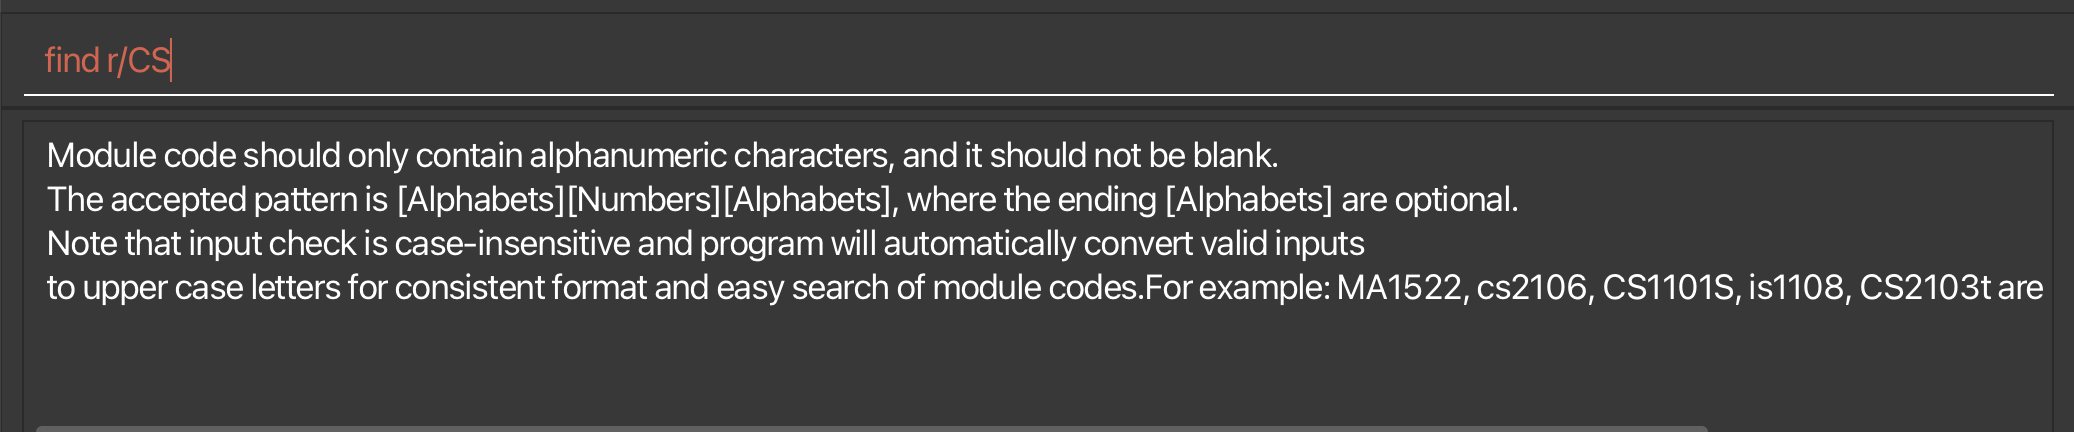 find r/CS
Module code should only contain alphanumeric characters, and it should not be blank.
The accepted pattern is [Alphabets][Numbers][Alphabets], where the ending [Alphabets] are optional.
Note that input check is case-insensitive and program will automatically convert valid inputs
to upper case letters for consistent format and easy search of module codes.For example: MA1522, cs2106, CS1101S, is1108, CS2103t are